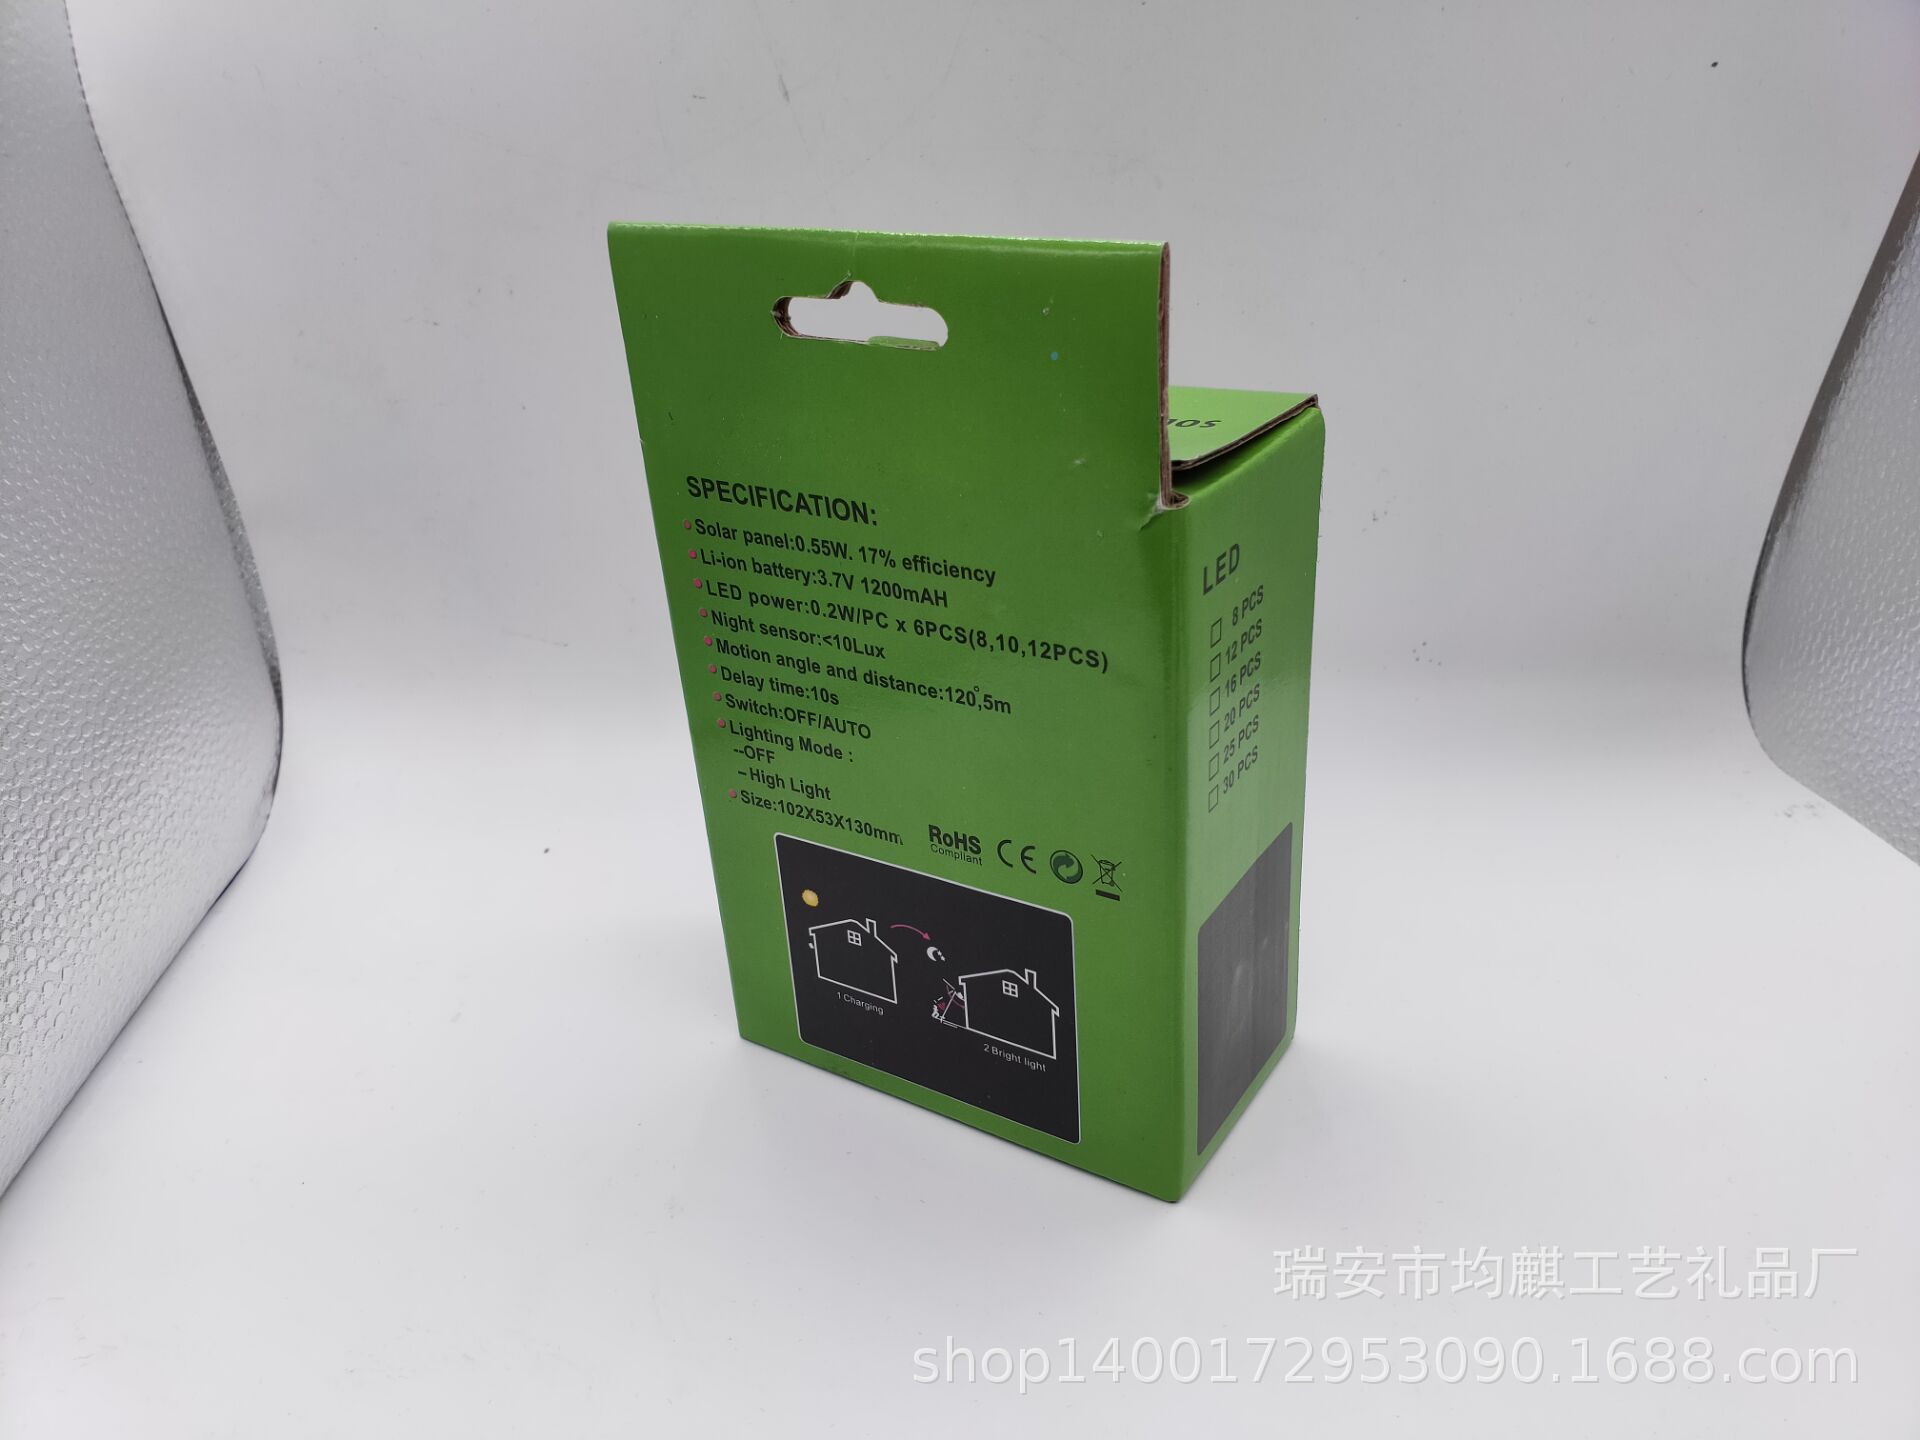 SPECIFICATION:
Solar panel:0.55W. 17% efficiency
Li-ion battery:3.7V 1200mAH
LED power:0.2W/PC x 6PCS(8,10,12PCS)
Night sensor:<10Lux
Motion angle and distance:120°,5m
Delay time:10s
Switch:OFF/AUTO
Lighting Mode :
--OFF
– High Light
Size:102X53X130mm
RoHS
Compliant
CE
1 Charging
2 Bright light
LED
8 PCS
12 PCS
16 PCS
20 PCS
25 PCS
30 PCS
瑞安市均麒工艺礼品厂
shop1400172953090.1688.com